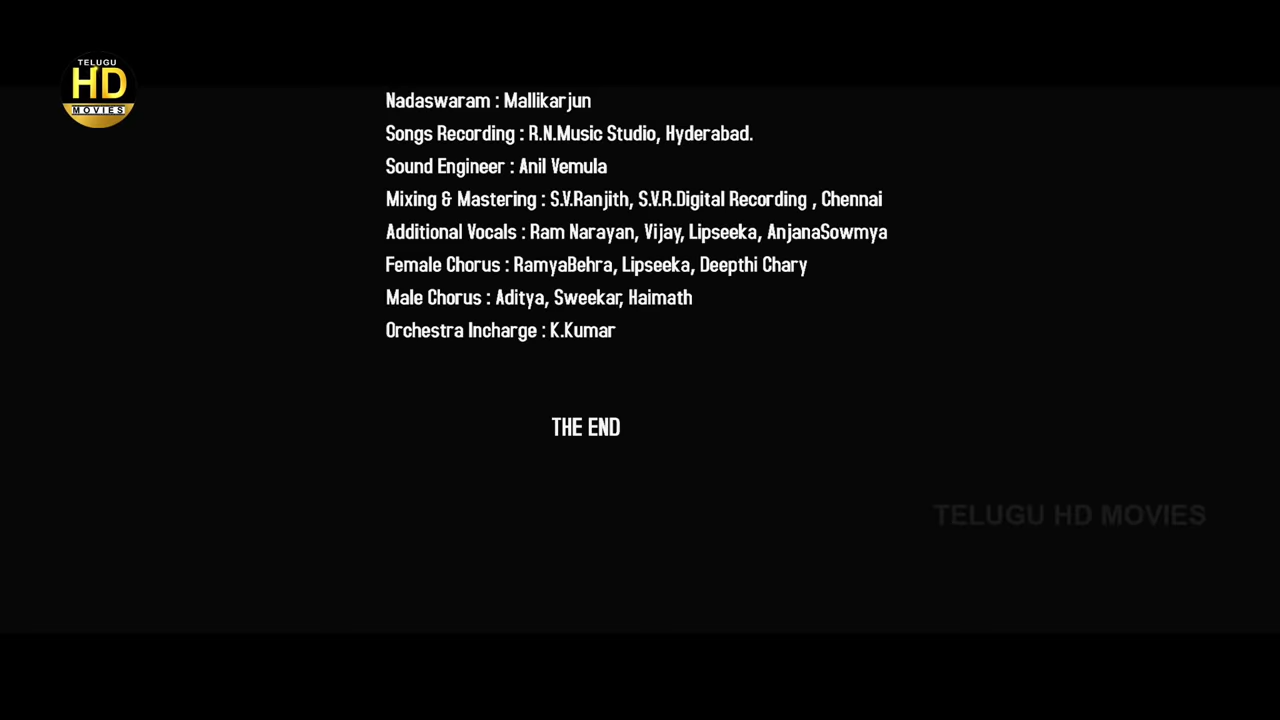 TELUGU
HD
MOVIES
Nadaswaram : Mallikarjun
Songs Recording : R.N.Music Studio, Hyderabad.
Sound Engineer : Anil Vemula
Mixing & Mastering : S.V.Ranjith, S.V.R.Digital Recording , Chennai
Additional Vocals : Ram Narayan, Vijay, Lipseeka, AnjanaSowmya
Female Chorus : RamyaBehra, Lipseeka, Deepthi Chary
Male Chorus : Aditya, Sweekar, Haimath
Orchestra Incharge : K.Kumar
THE END
TELUGU HD MOVIES